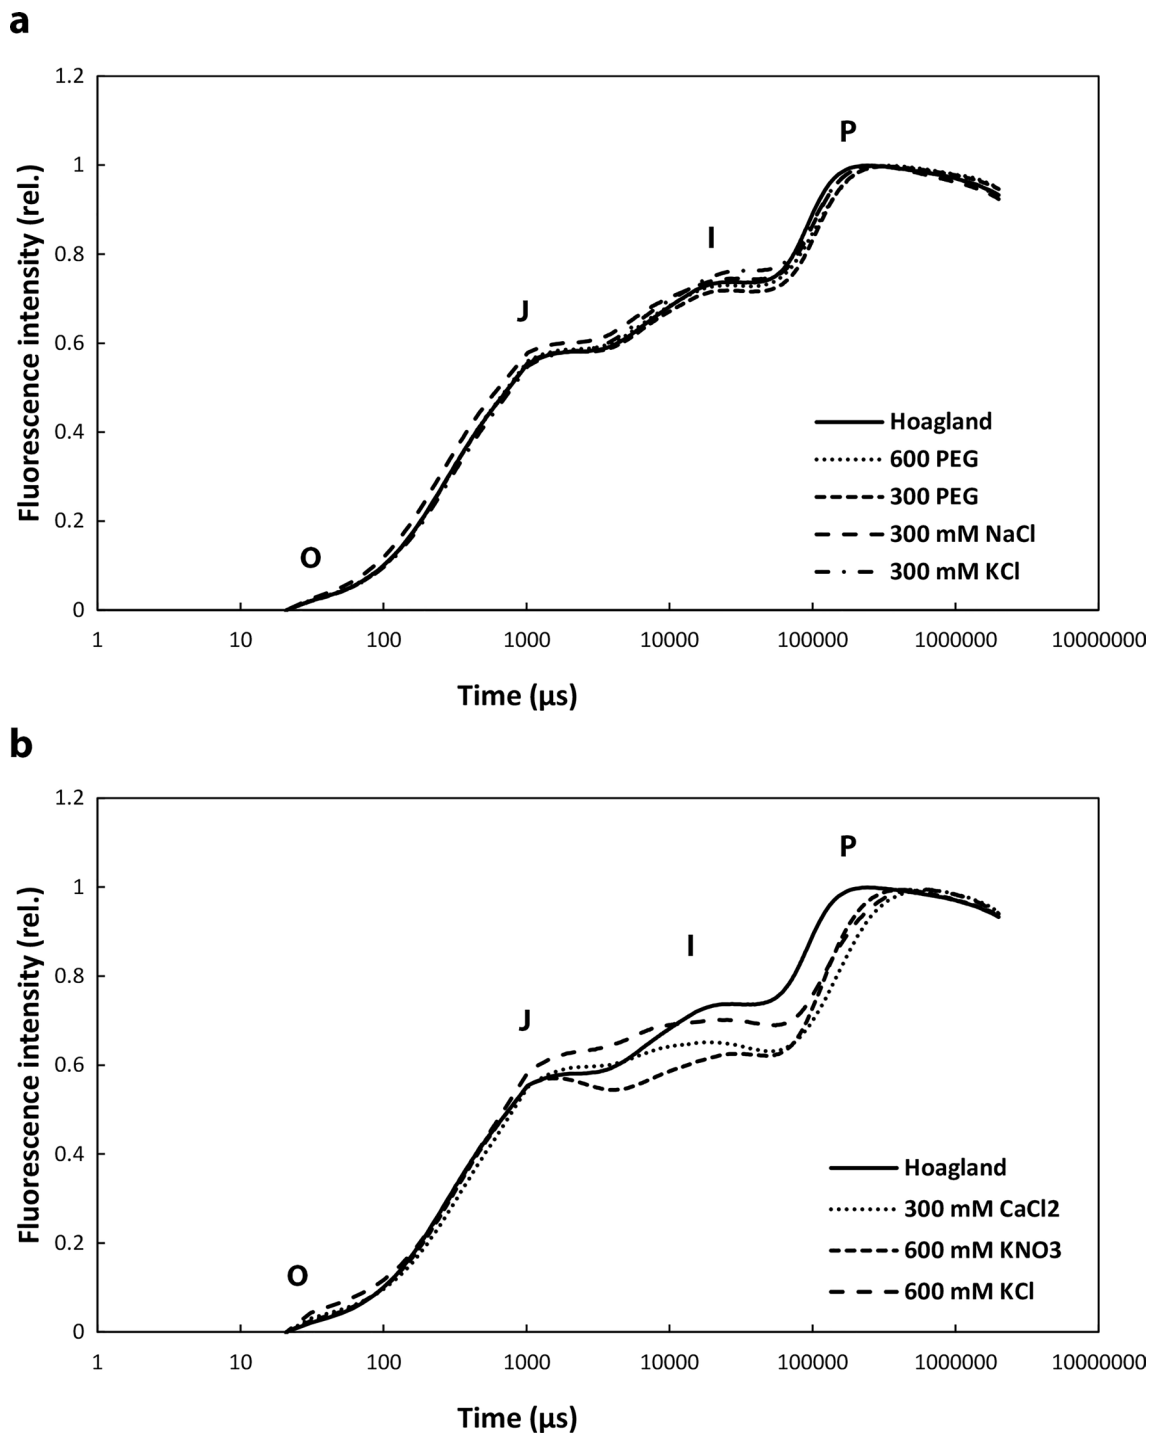 a
1.2
1
0.8
0.6
0.4
0.2
0
Fluorescence intensity (rel.)
O
J
I
P
Hoagland
600 PEG
300 PEG
300 mM NaCl
300 mM KCl
1 10 100 1000 10000 100000 1000000 10000000
Time (µs)
b
1.2
1
0.8
0.6
0.4
0.2
0
Fluorescence intensity (rel.)
O
J
I
P
Hoagland
300 mM CaCl2
600 mM KNO3
600 mM KCl
1 10 100 1000 10000 100000 1000000 10000000
Time (µs)